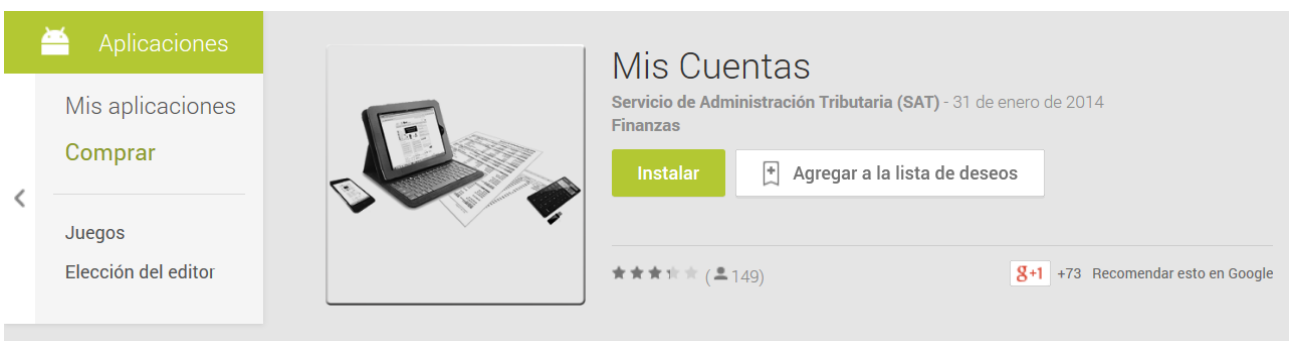 Aplicaciones
Mis aplicaciones
Comprar
Juegos
Elección del editor
Mis Cuentas
Servicio de Administración Tributaria (SAT) - 31 de enero de 2014
Finanzas
Instalar
Agregar a la lista de deseos
(149)
g+1 +73 Recomendar esto en Google